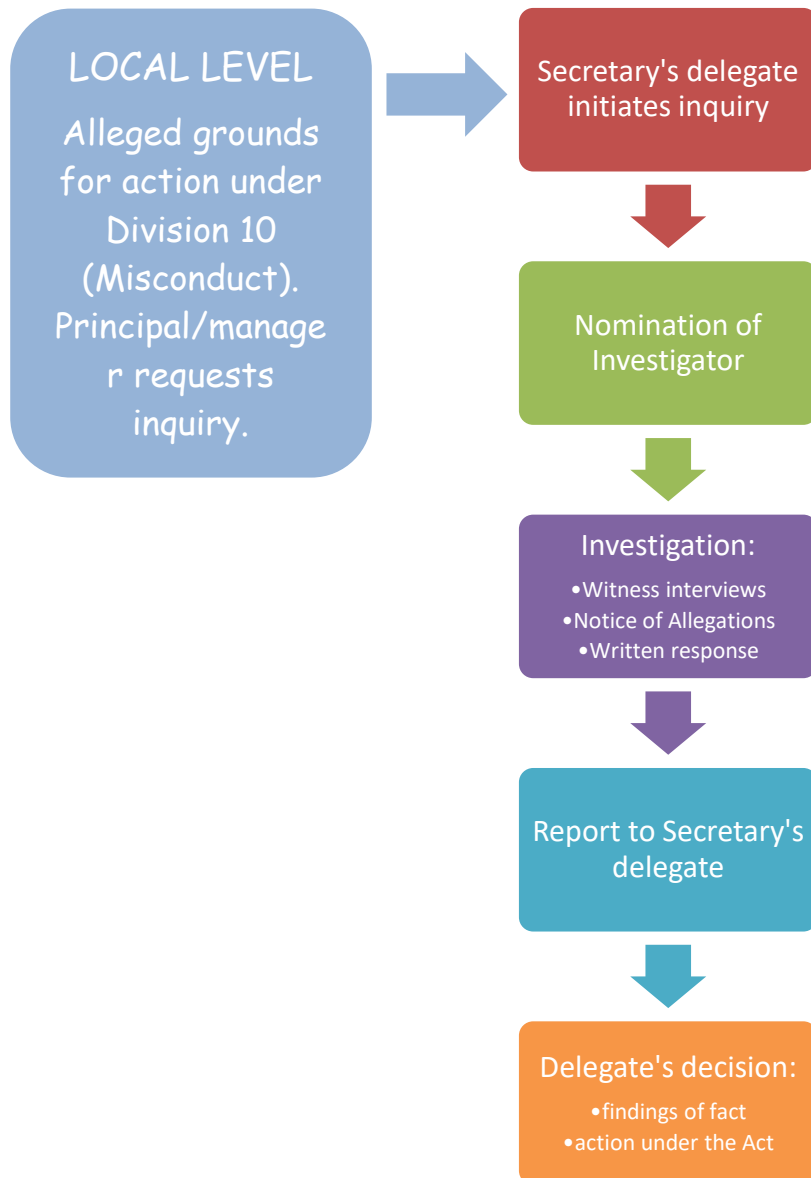 LOCAL LEVEL
Alleged grounds
for action under
Division 10
(Misconduct).
Principal/manage
r requests
inquiry.
Secretary's delegate
initiates inquiry
Nomination of
Investigator
Investigation:
•Witness interviews
•Notice of Allegations
•Written response
Report to Secretary's
delegate
Delegate's decision:
•findings of fact
•action under the Act